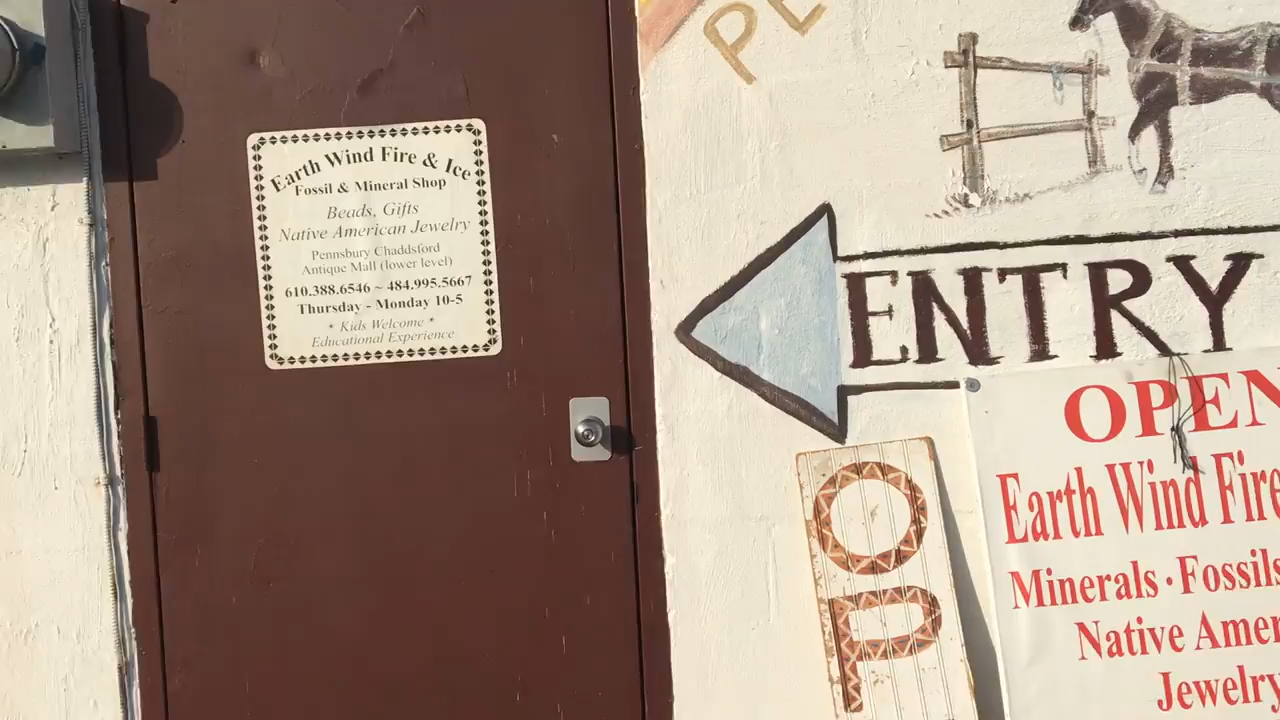 Earth Wind Fire & Ice
Fossil & Mineral Shop
Beads, Gifts
Native American Jewelry
Pennsbury Chaddsford
Antique Mall (lower level)
610.388.6546 ~ 484.995.5667
Thursday - Monday 10-5
* Kids Welcome *
Educational Experience
PE
ENTRY
OP
OPEN
Earth Wind Fire
Minerals · Fossils
Native Amer
Jewelry